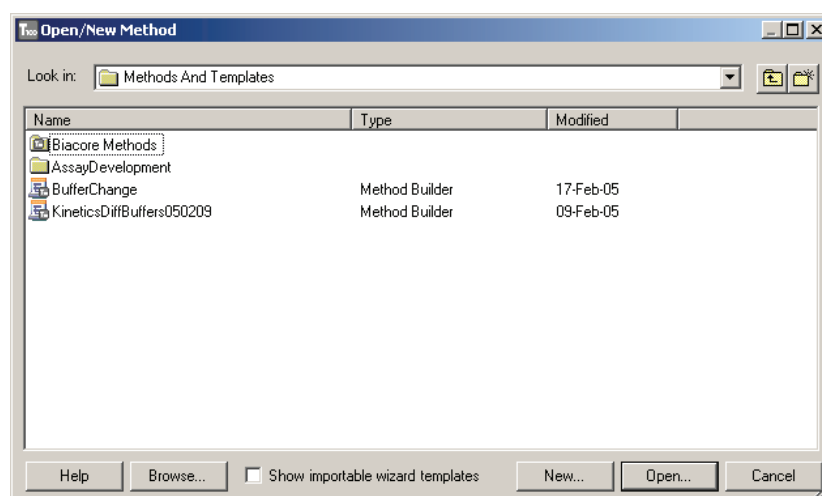 T100 Open/New Method
Look in: Methods And Templates
Name Type Modified
Biacore Methods
AssayDevelopment
BufferChange Method Builder 17-Feb-05
KineticsDiffBuffers050209 Method Builder 09-Feb-05
Help Browse... Show importable wizard templates New... Open... Cancel